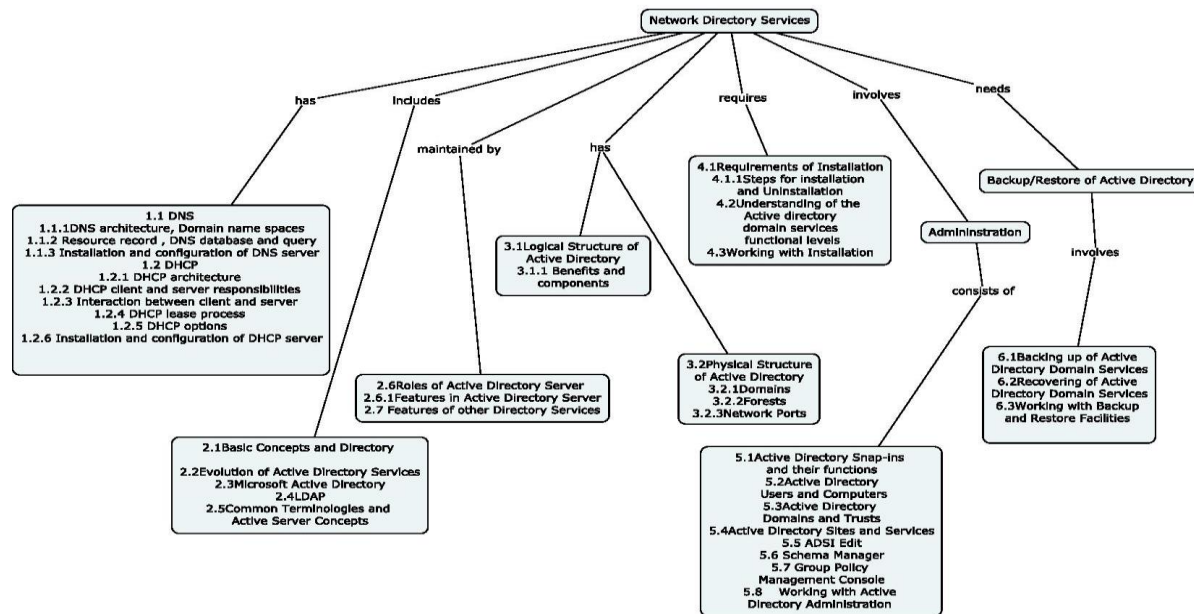 Network Directory Services
has
includes
maintained by
has
requires
involves
needs
1.1 DNS
1.1.1DNS architecture, Domain name spaces
1.1.2 Resource record , DNS database and query
1.1.3 Installation and configuration of DNS server
1.2 DHCP
1.2.1 DHCP architecture
1.2.2 DHCP client and server responsibilities
1.2.3 Interaction between client and server
1.2.4 DHCP lease process
1.2.5 DHCP options
1.2.6 Installation and configuration of DHCP server
2.1Basic Concepts and Directory
2.2Evolution of Active Directory Services
2.3Microsoft Active Directory
2.4LDAP
2.5Common Terminologies and
Active Server Concepts
2.6Roles of Active Directory Server
2.6.1Features in Active Directory Server
2.7 Features of other Directory Services
3.1Logical Structure of
Active Directory
3.1.1 Benefits and
components
3.2Physical Structure
of Active Directory
3.2.1Domains
3.2.2Forests
3.2.3Network Ports
4.1Requirements of Installation
4.1.1Steps for installation
and Uninstallation
4.2Understanding of the
Active directory
domain services
functional levels
4.3Working with Installation
Admininstration
consists of
5.1Active Directory Snap-ins
and their functions
5.2Active Directory
Users and Computers
5.3Active Directory
Domains and Trusts
5.4Active Directory Sites and Services
5.5 ADSI Edit
5.6 Schema Manager
5.7 Group Policy
Management Console
5.8 Working with Active
Directory Administration
Backup/Restore of Active Directory
involves
6.1Backing up of Active
Directory Domain Services
6.2Recovering of Active
Directory Domain Services
6.3Working with Backup
and Restore Facilities